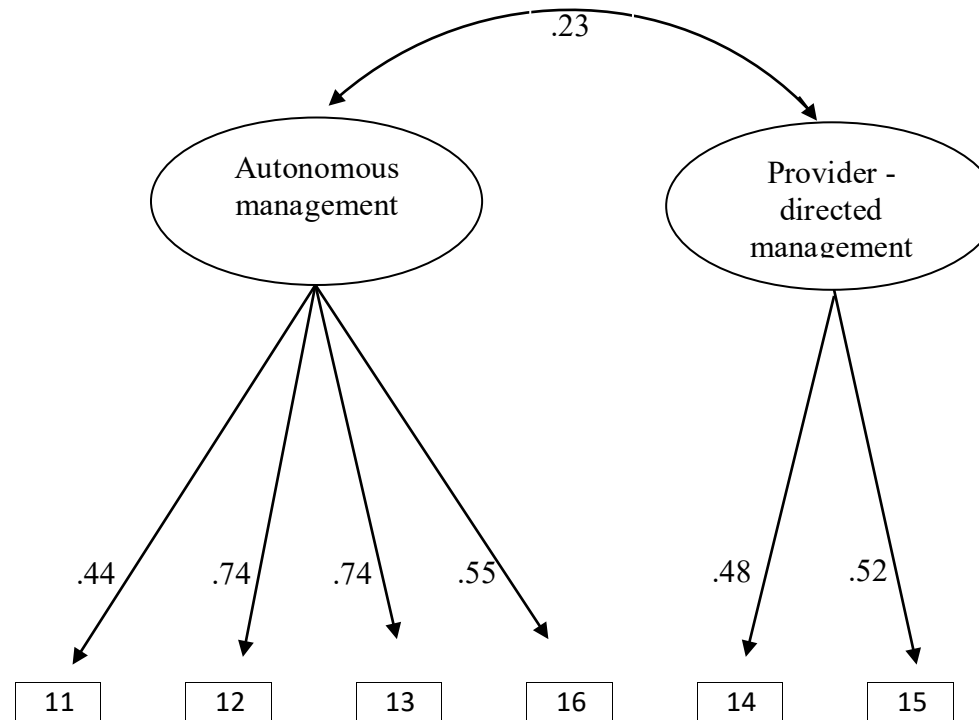 .23
Autonomous
management
Provider -
directed
management
.44
.74
.74
.55
.48
.52
11
12
13
16
14
15